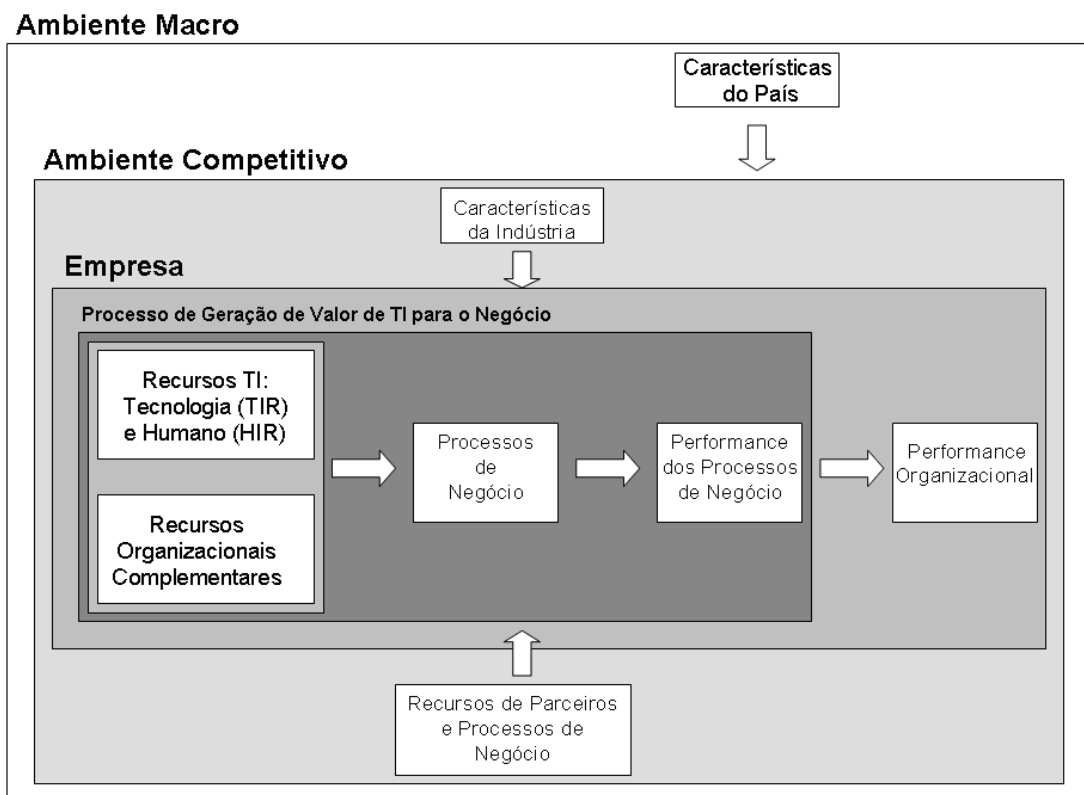 Ambiente Macro
Características
do País
Ambiente Competitivo
Características
da Indústria
Empresa
Processo de Geração de Valor de TI para o Negócio
Recursos TI:
Tecnologia (TIR)
e Humano (HIR)
Recursos
Organizacionais
Complementares
Processos
de
Negócio
Performance
dos Processos
de Negócio
Performance
Organizacional
Recursos de Parceiros
e Processos de
Negócio